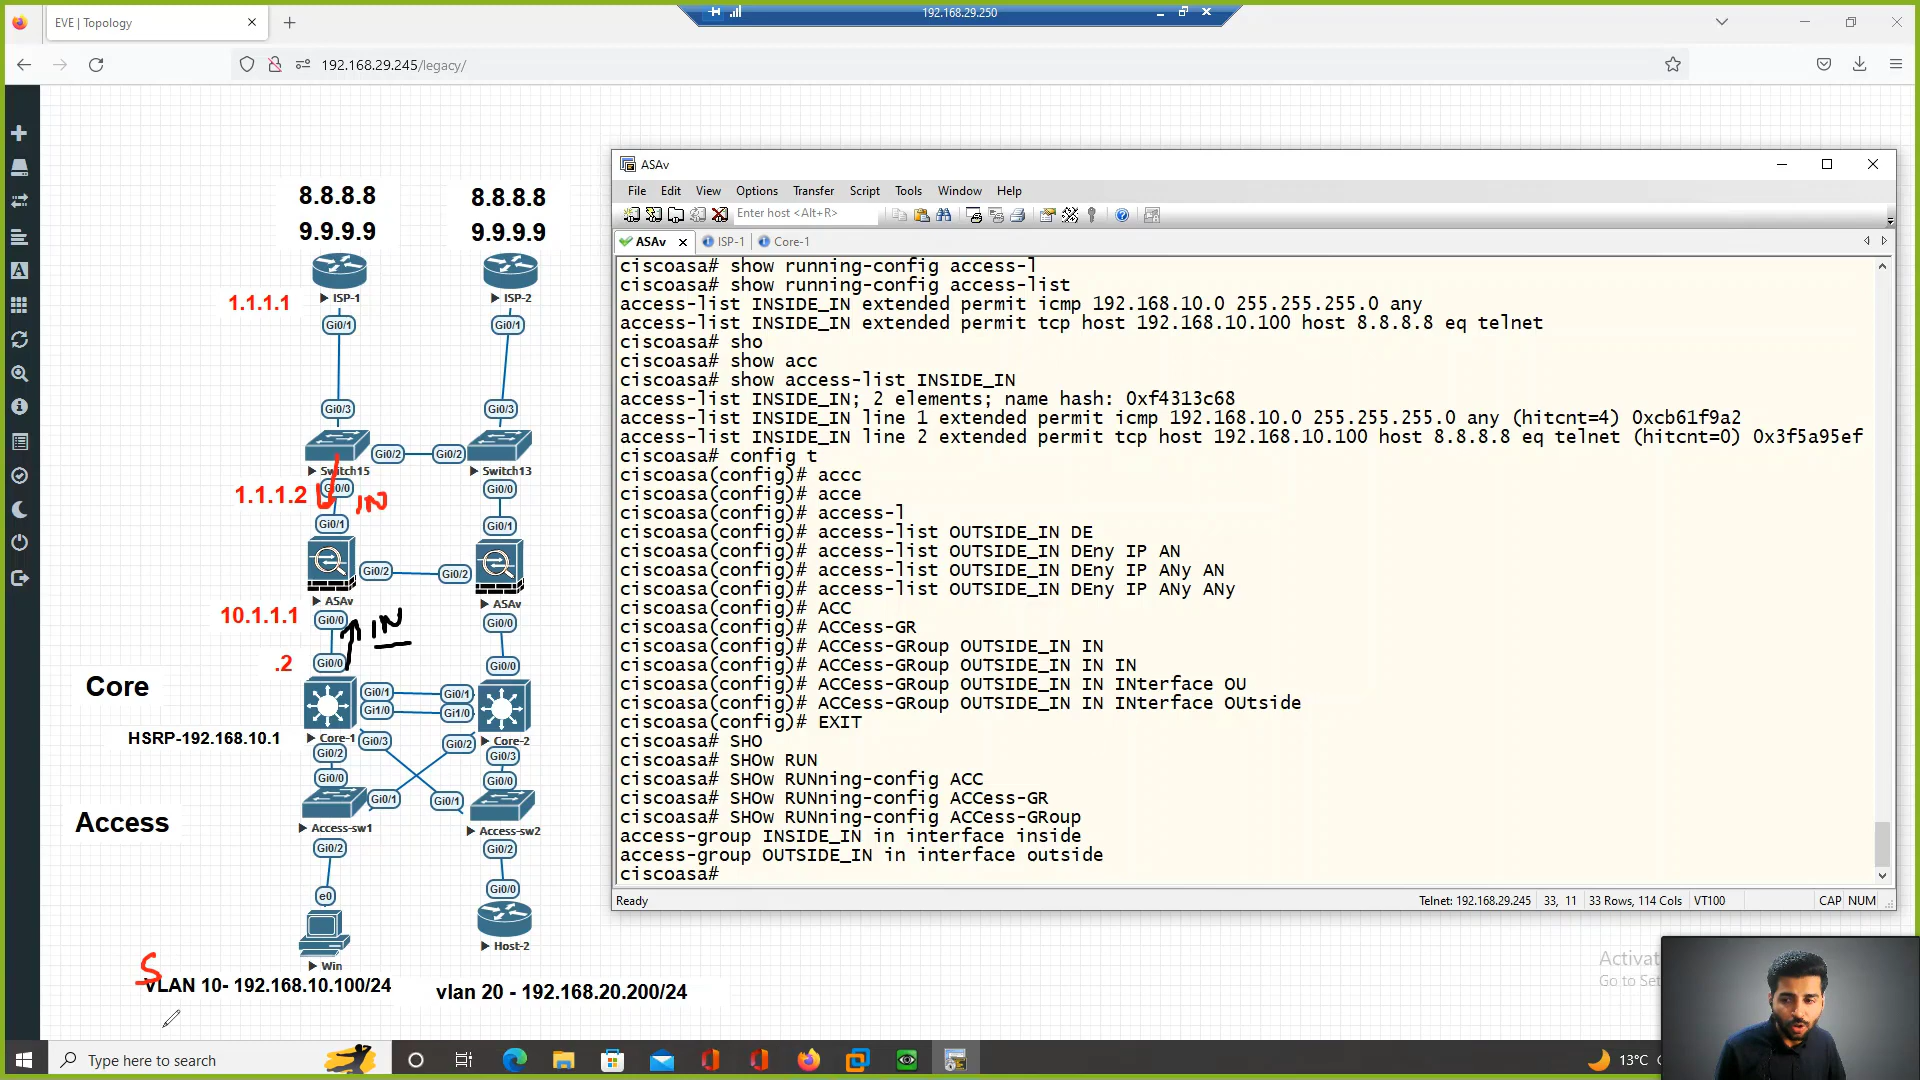 EVE | Topology
192.168.29.250
192.168.29.245/legacy/
8.8.8.8
9.9.9.9
8.8.8.8
9.9.9.9
ISP-1
ISP-2
1.1.1.1
Gi0/1
Gi0/1
Gi0/3
Gi0/3
Gi0/2
Gi0/2
Switch15
Switch13
1.1.1.2
Gi0/0
IN
Gi0/0
Gi0/1
Gi0/1
Gi0/2
Gi0/2
ASAv
ASAv
10.1.1.1
Gi0/0
IN
Gi0/0
.2
Gi0/0
Gi0/0
Core
Gi0/1
Gi0/1
Gi1/0
Gi1/0
HSRP-192.168.10.1
Core-1
Gi0/3
Gi0/2
Core-2
Gi0/2
Gi0/3
Gi0/0
Gi0/0
Gi0/1
Gi0/1
Access
Access-sw1
Access-sw2
Gi0/2
Gi0/2
e0
Gi0/0
Host-2
Win
S
VLAN 10- 192.168.10.100/24
vlan 20 - 192.168.20.200/24
ASAv
File Edit View Options Transfer Script Tools Window Help
Enter host <Alt+R>
ASAv
ISP-1
Core-1
ciscoasa# show running-config access-l
ciscoasa# show running-config access-list
access-list INSIDE_IN extended permit icmp 192.168.10.0 255.255.255.0 any
access-list INSIDE_IN extended permit tcp host 192.168.10.100 host 8.8.8.8 eq telnet
ciscoasa# sho
ciscoasa# show acc
ciscoasa# show access-list INSIDE_IN
access-list INSIDE_IN; 2 elements; name hash: 0xf4313c68
access-list INSIDE_IN line 1 extended permit icmp 192.168.10.0 255.255.255.0 any (hitcnt=4) 0xcb61f9a2
access-list INSIDE_IN line 2 extended permit tcp host 192.168.10.100 host 8.8.8.8 eq telnet (hitcnt=0) 0x3f5a95ef
ciscoasa# config t
ciscoasa(config)# accc
ciscoasa(config)# acce
ciscoasa(config)# access-l
ciscoasa(config)# access-list OUTSIDE_IN DE
ciscoasa(config)# access-list OUTSIDE_IN DEny IP AN
ciscoasa(config)# access-list OUTSIDE_IN DEny IP ANy AN
ciscoasa(config)# access-list OUTSIDE_IN DEny IP ANy ANy
ciscoasa(config)# ACC
ciscoasa(config)# ACCess-GR
ciscoasa(config)# ACCess-GRoup OUTSIDE_IN IN
ciscoasa(config)# ACCess-GRoup OUTSIDE_IN IN IN
ciscoasa(config)# ACCess-GRoup OUTSIDE_IN IN INterface OU
ciscoasa(config)# ACCess-GRoup OUTSIDE_IN IN INterface OUtside
ciscoasa(config)# EXIT
ciscoasa# SHO
ciscoasa# SHOw RUN
ciscoasa# SHOw RUNning-config ACC
ciscoasa# SHOw RUNning-config ACCess-GR
ciscoasa# SHOw RUNning-config ACCess-GRoup
access-group INSIDE_IN in interface inside
access-group OUTSIDE_IN in interface outside
ciscoasa#
Ready
Telnet: 192.168.29.245 33, 11 33 Rows, 114 Cols VT100 CAP NUM
Activat
Go to Set
Type here to search
13°C